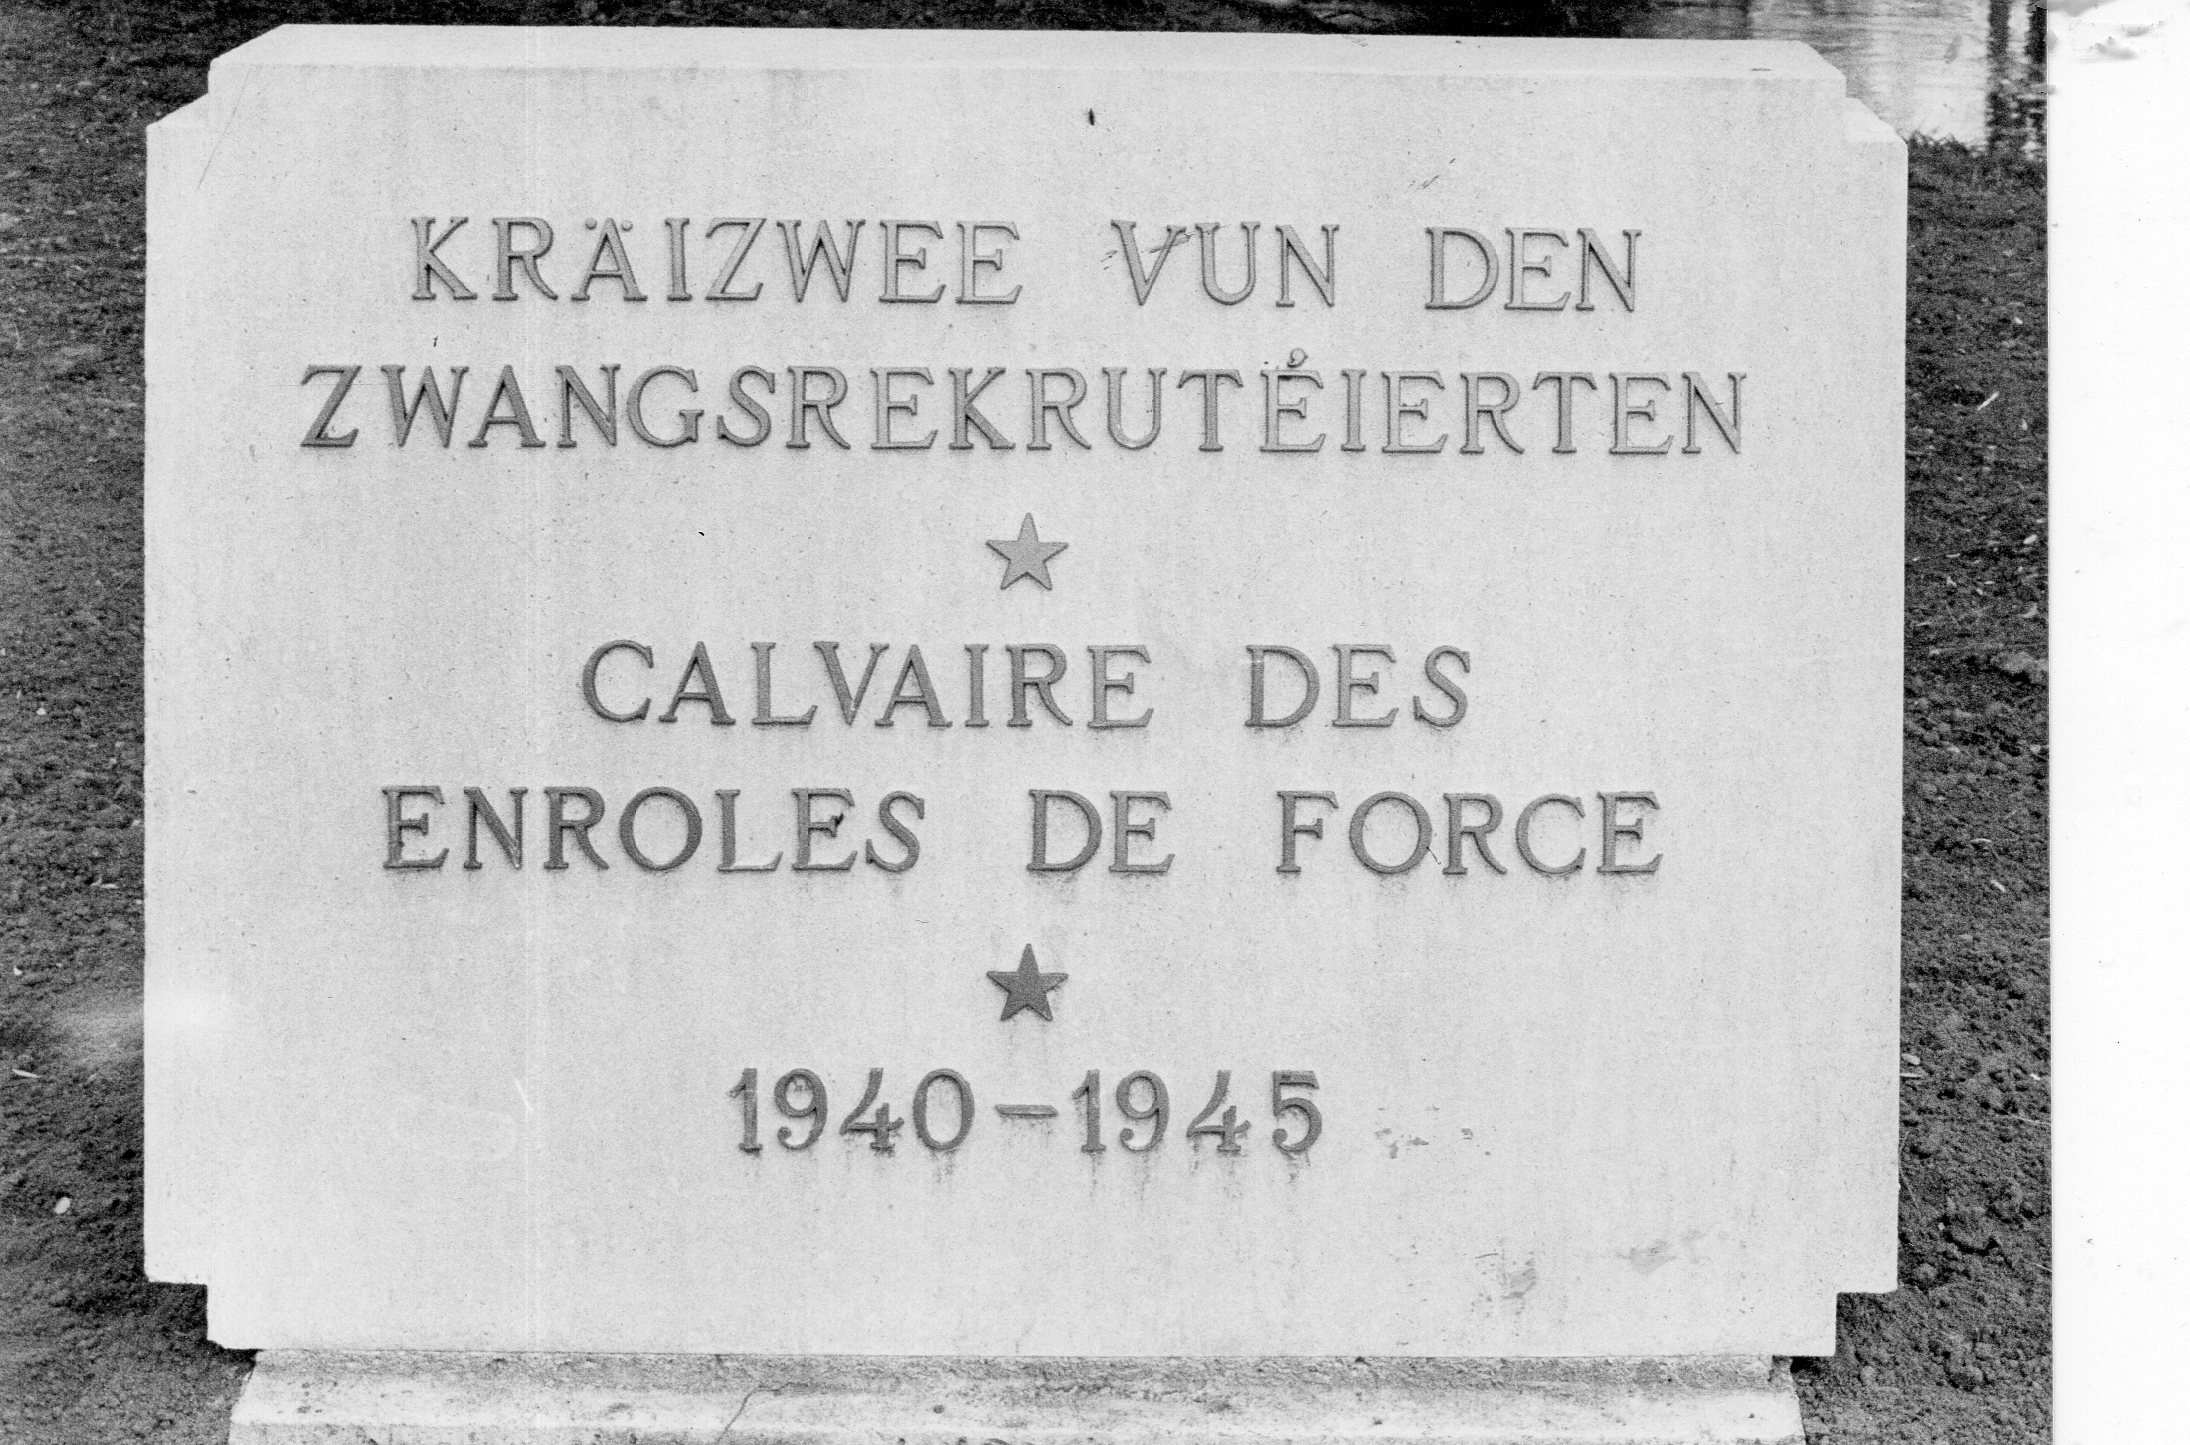 KRÄIZWEE VUN DEN
ZWANGSREKRUTÉIERTEN
CALVAIRE DES
ENROLES DE FORCE
1940-1945